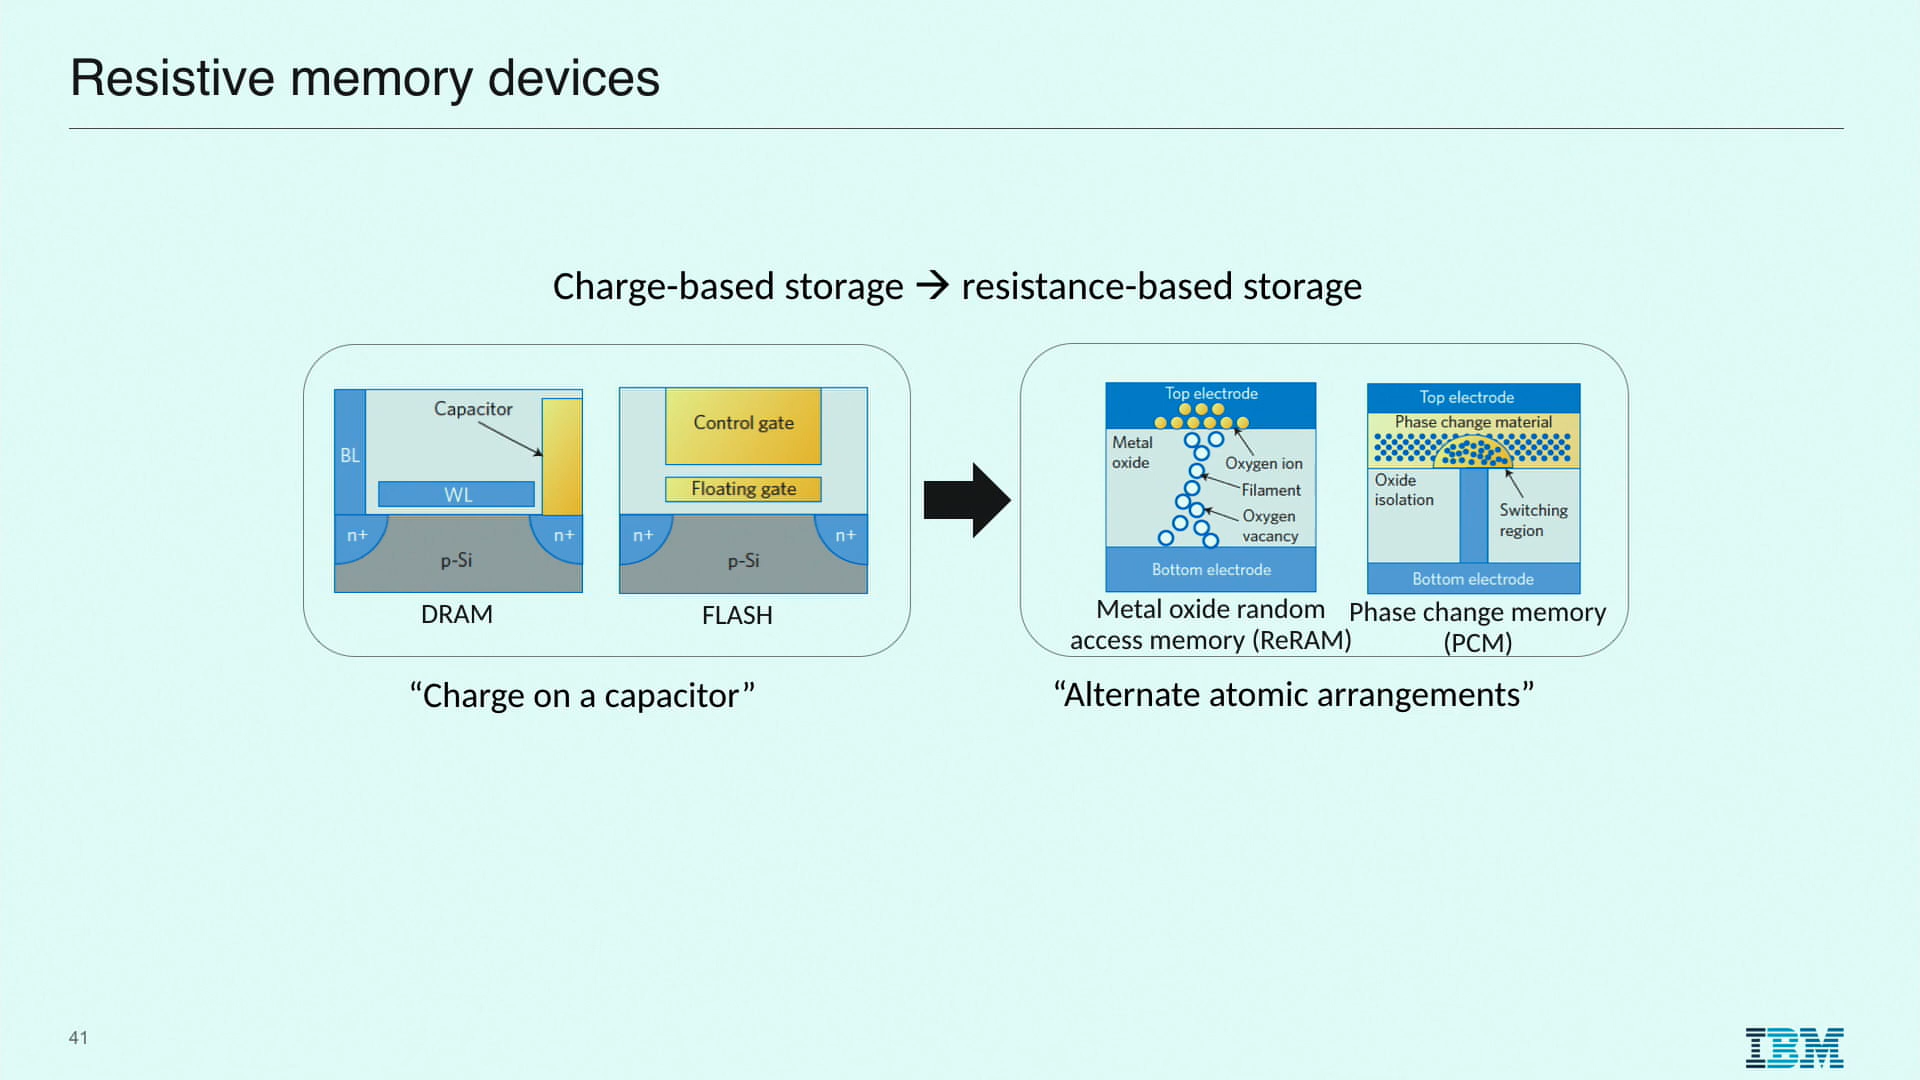 Resistive memory devices
Charge-based storage → resistance-based storage
Capacitor
BL
WL
n+
n+
p-Si
DRAM
Control gate
Floating gate
n+
n+
p-Si
FLASH
“Charge on a capacitor”
Top electrode
Metal
oxide
Oxygen ion
Filament
Oxygen
vacancy
Bottom electrode
Metal oxide random
access memory (ReRAM)
Top electrode
Phase change material
Oxide
isolation
Switching
region
Bottom electrode
Phase change memory
(PCM)
“Alternate atomic arrangements”
41
IBM